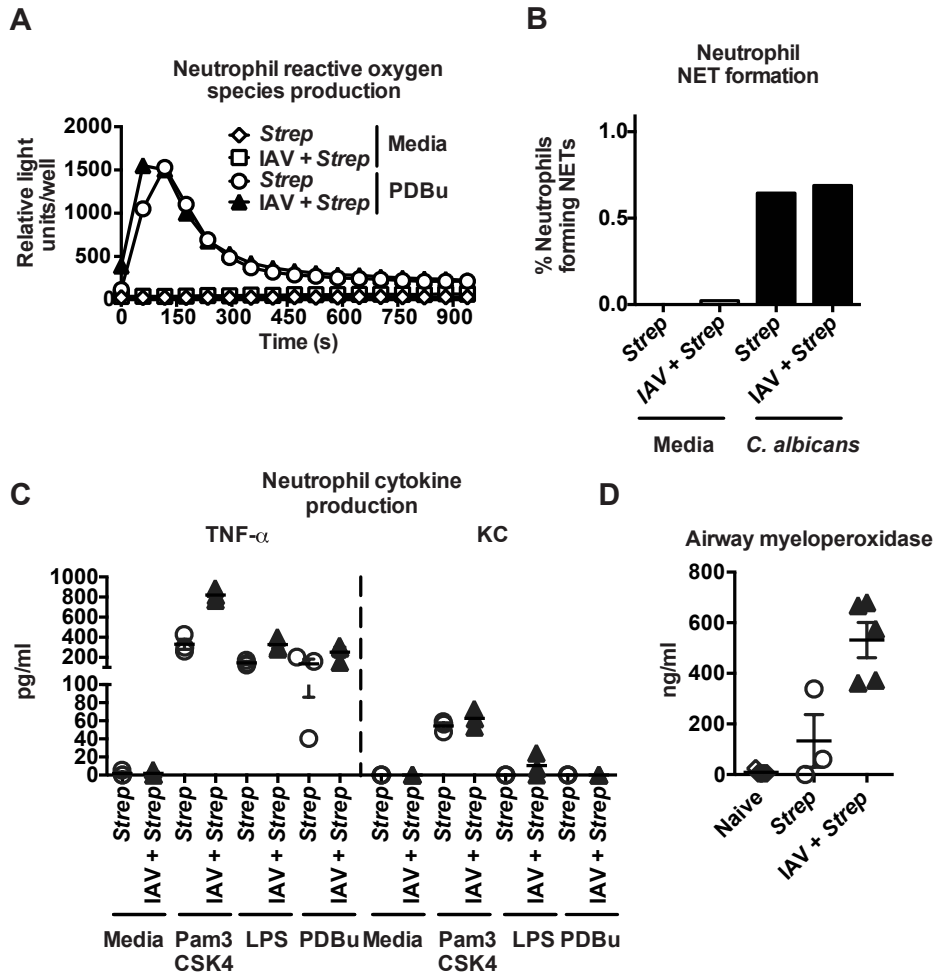 A
Neutrophil reactive oxygen
species production
Relative light
units/well
2000
1500
1000
500
0
0
150
300
450
600
750
900
Time (s)
Strep
IAV + Strep
Media
Strep
IAV + Strep
PDBu
B
Neutrophil
NET formation
% Neutrophils
forming NETs
1.0
0.5
0.0
Strep
IAV + Strep
Strep
IAV + Strep
Media
C. albicans
C
Neutrophil cytokine
production
TNF-α
KC
pg/ml
1000
800
600
400
200
100
80
60
40
20
0
Strep
IAV + Strep
Strep
IAV + Strep
Strep
IAV + Strep
Strep
IAV + Strep
Strep
IAV + Strep
Strep
IAV + Strep
Strep
IAV + Strep
Strep
IAV + Strep
Media
Pam3
CSK4
LPS
PDBu
Media
Pam3
CSK4
LPS
PDBu
D
Airway myeloperoxidase
ng/ml
800
600
400
200
0
Naive
Strep
IAV + Strep